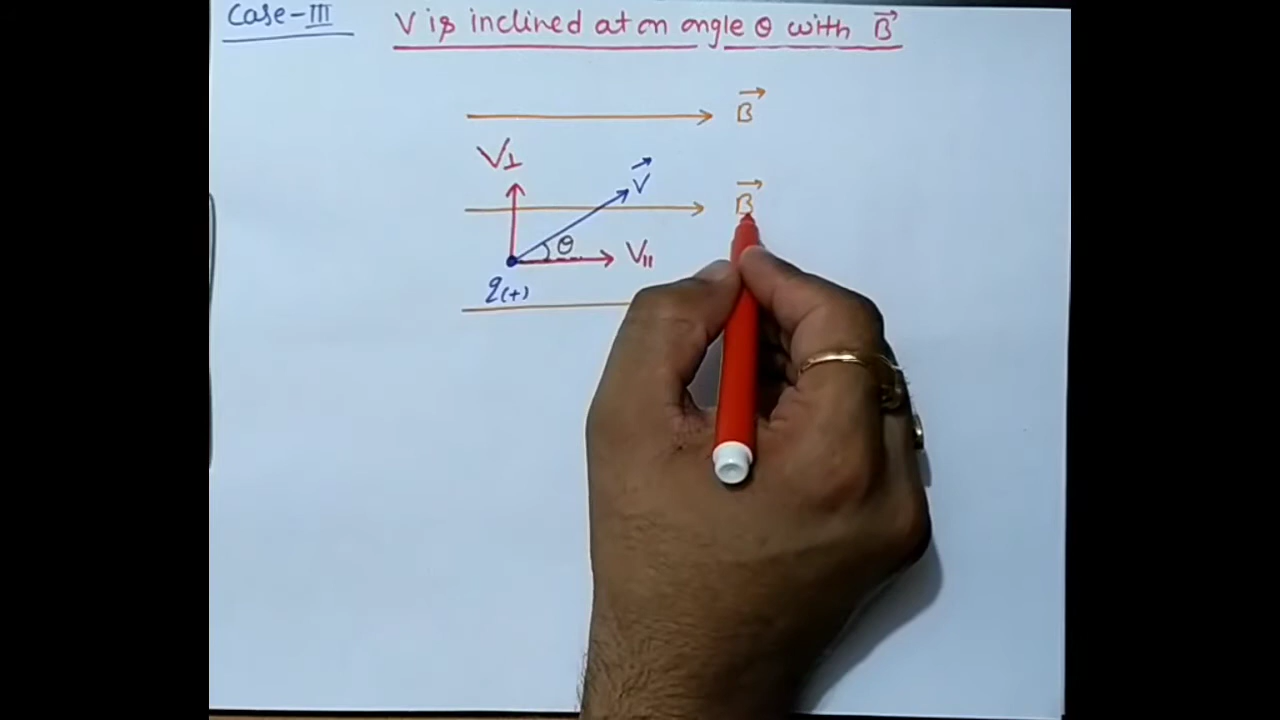 Case-III
V is inclined at an angle θ with B⃗
B⃗
V⊥
V⃗
B⃗
θ
V||
q(+)